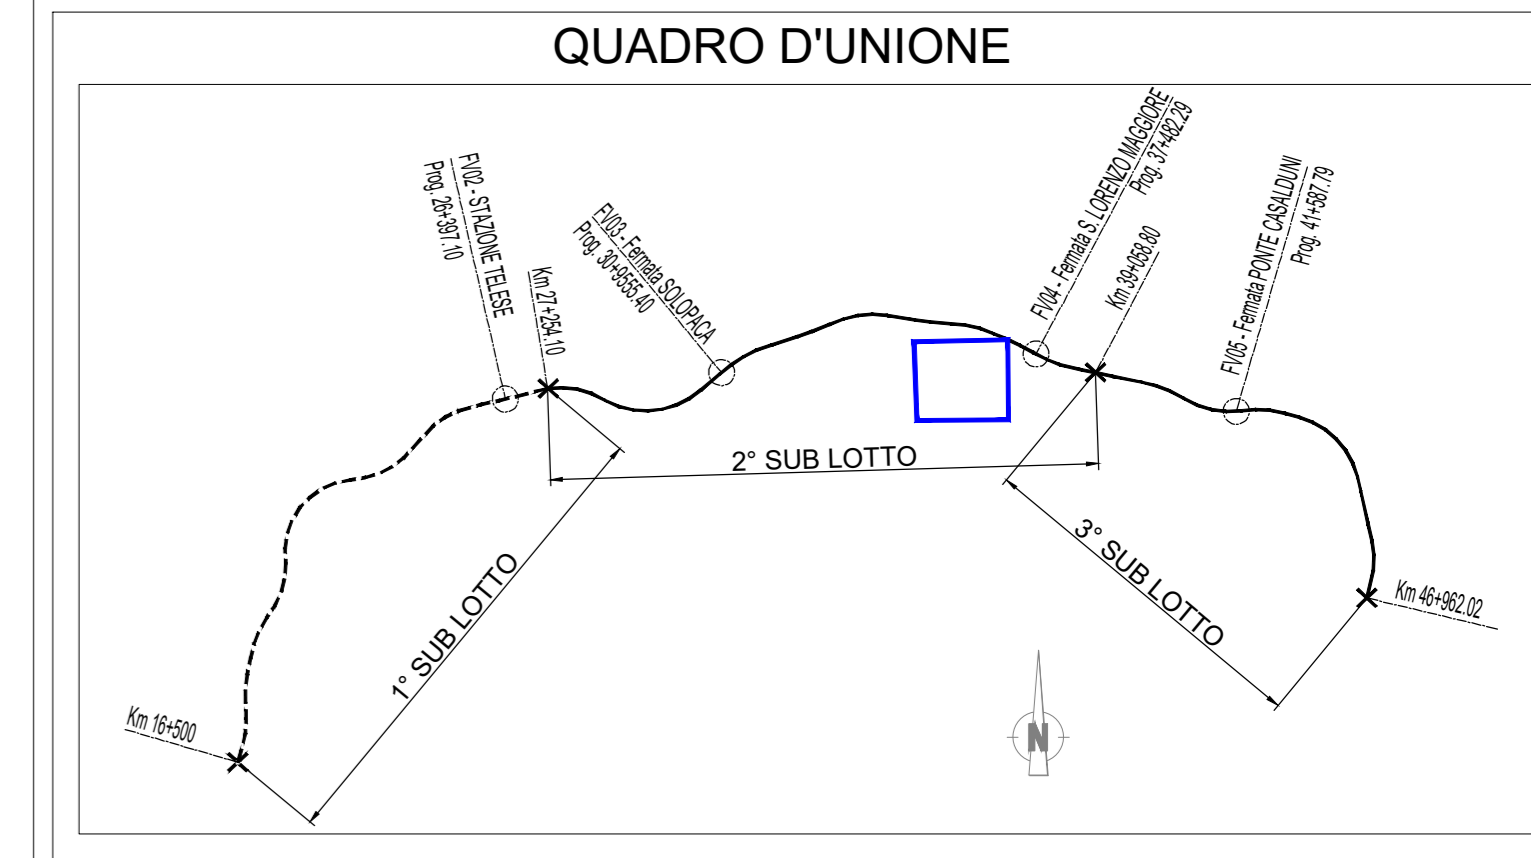 QUADRO D'UNIONE
FV02 - STAZIONE TELESE
Prog. 26+397.10
Km 27+254.10
FV03 - Fermata SOLOPACA
Prog. 30+9555.40
FV04 - Fermata S. LORENZO MAGGIORE
Prog. 37+482.29
Km 39+058.80
FV05 - Fermata PONTE CASALDUNI
Prog. 41+587.79
2° SUB LOTTO
1° SUB LOTTO
3° SUB LOTTO
Km 46+962.02
Km 16+500
N